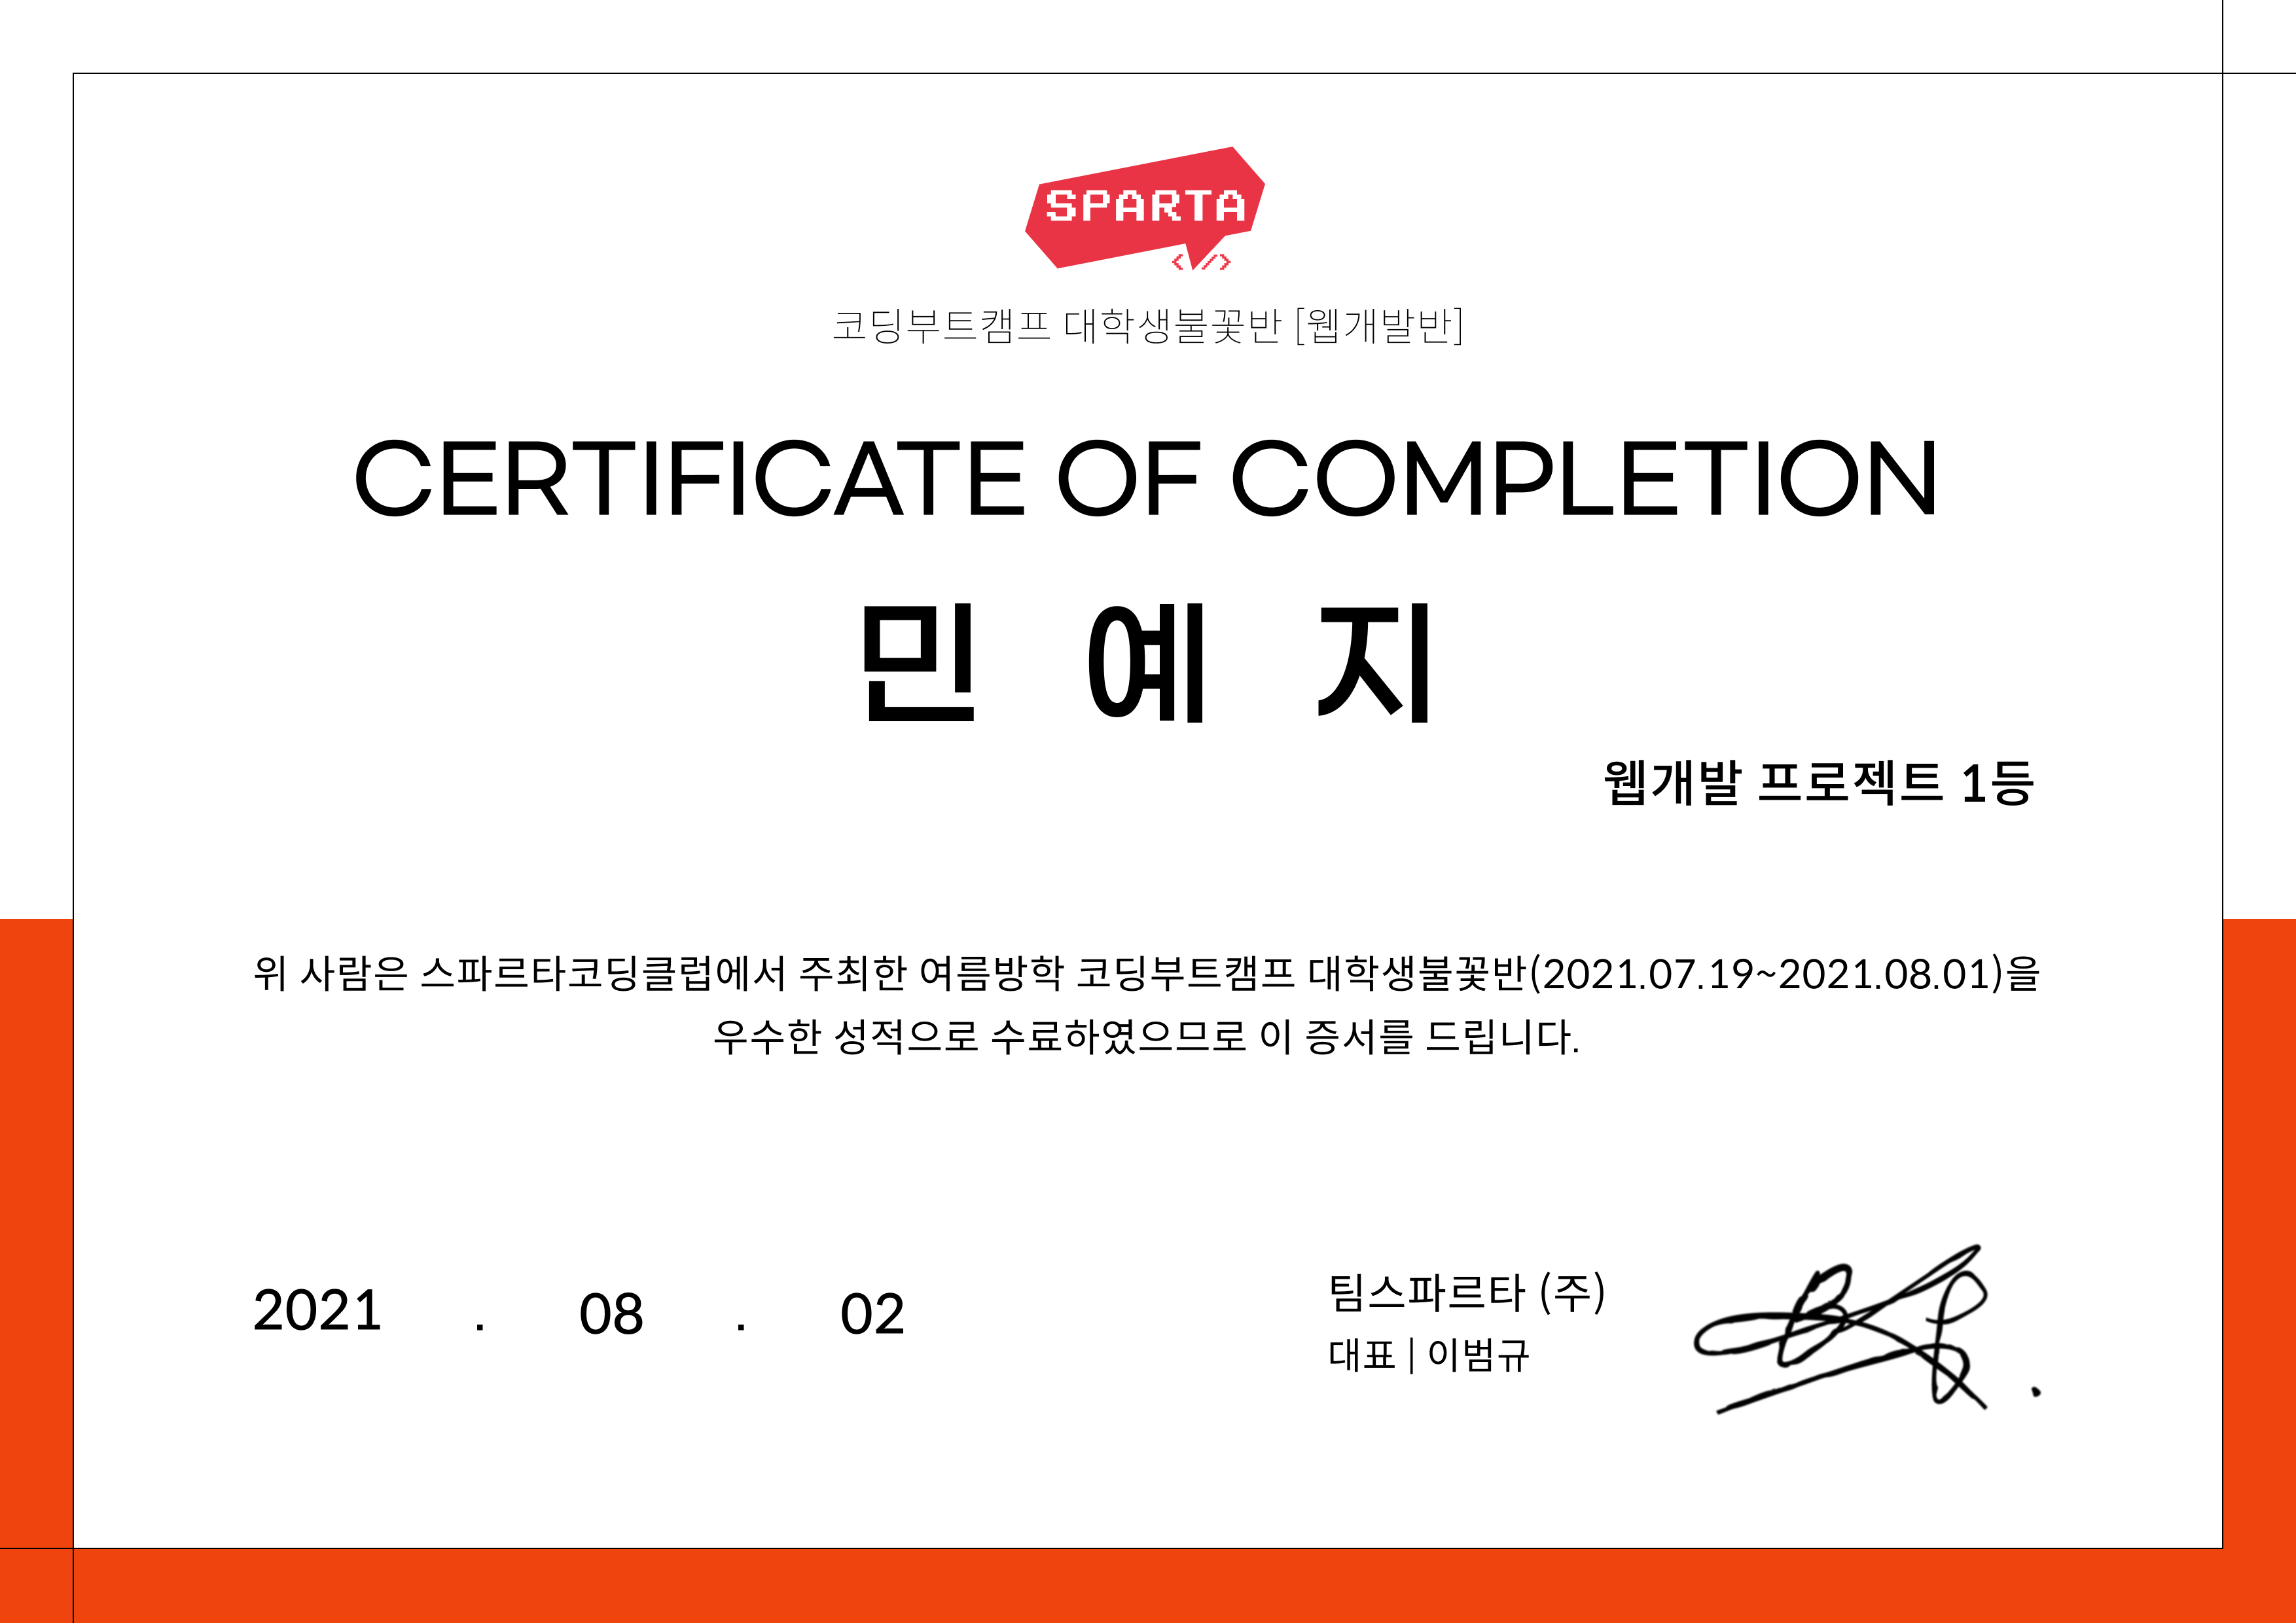 SPARTA
</>
코딩부트캠프 대학생불꽃반 [웹개발반]
CERTIFICATE OF COMPLETION
민 예 지
웹개발 프로젝트 1등
위 사람은 스파르타코딩클럽에서 주최한 여름방학 코딩부트캠프 대학생불꽃반(2021.07.19~2021.08.01)을
우수한 성적으로 수료하였으므로 이 증서를 드립니다.
2021 . 08 . 02
팀스파르타 (주)
대표 | 이범규